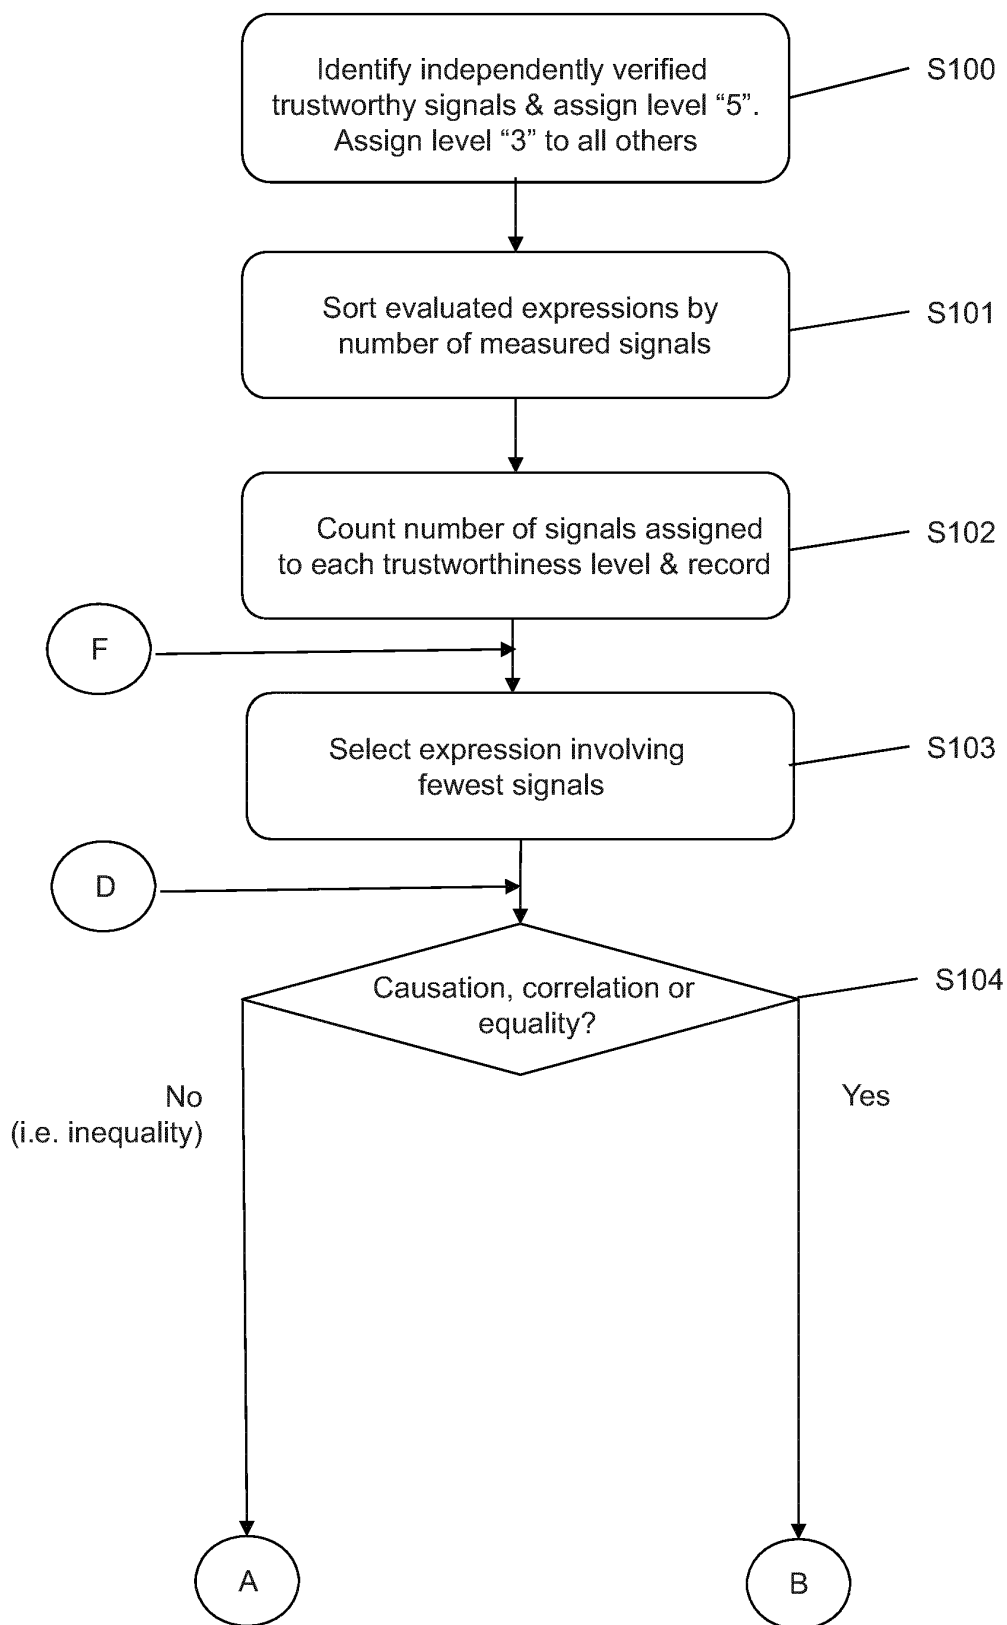 Identify independently verified
trustworthy signals & assign level “5”.
Assign level “3” to all others
S100
Sort evaluated expressions by
number of measured signals
S101
Count number of signals assigned
to each trustworthiness level & record
S102
F
Select expression involving
fewest signals
S103
D
Causation, correlation or
equality?
S104
No
(i.e. inequality)
Yes
A
B